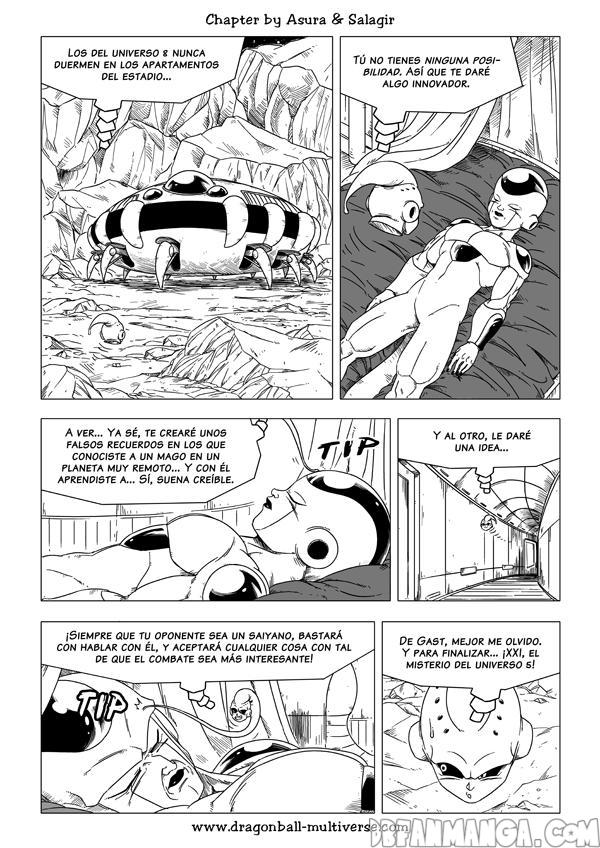 Chapter by Asura & Salagir
Los del universo 8 nunca
duermen en los apartamentos
del estadio...
Tú no tienes ninguna posi-
bilidad. Así que te daré
algo innovador.
A ver... Ya sé, te crearé unos
falsos recuerdos en los que
conociste a un mago en un
planeta muy remoto... Y con él
aprendiste a... Sí, suena creíble.
TIP
Y al otro, le daré
una idea...
¡Siempre que tu oponente sea un saiyano, bastará
con hablar con él, y aceptará cualquier cosa con tal
de que el combate sea más interesante!
TIP
De Gast, mejor me olvido.
Y para finalizar... ¡XXI, el
misterio del universo 5!
www.dragonball-multiverse.com
DBFANMANGA.COM